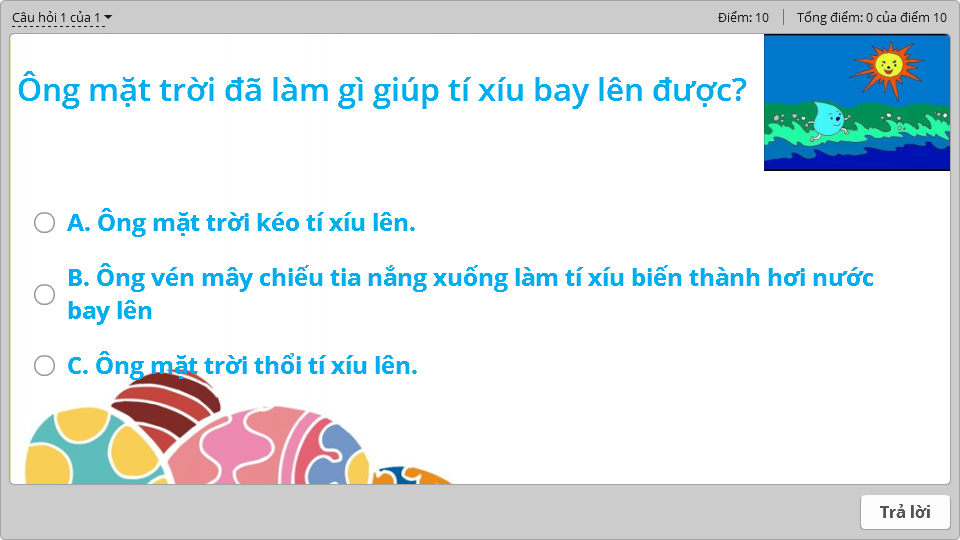 Câu hỏi 1 của 1
Điểm: 10
Tổng điểm: 0 của điểm 10
Ông mặt trời đã làm gì giúp tí xíu bay lên được?
A. Ông mặt trời kéo tí xíu lên.
B. Ông vén mây chiếu tia nắng xuống làm tí xíu biến thành hơi nước
bay lên
C. Ông mặt trời thổi tí xíu lên.
Trả lời